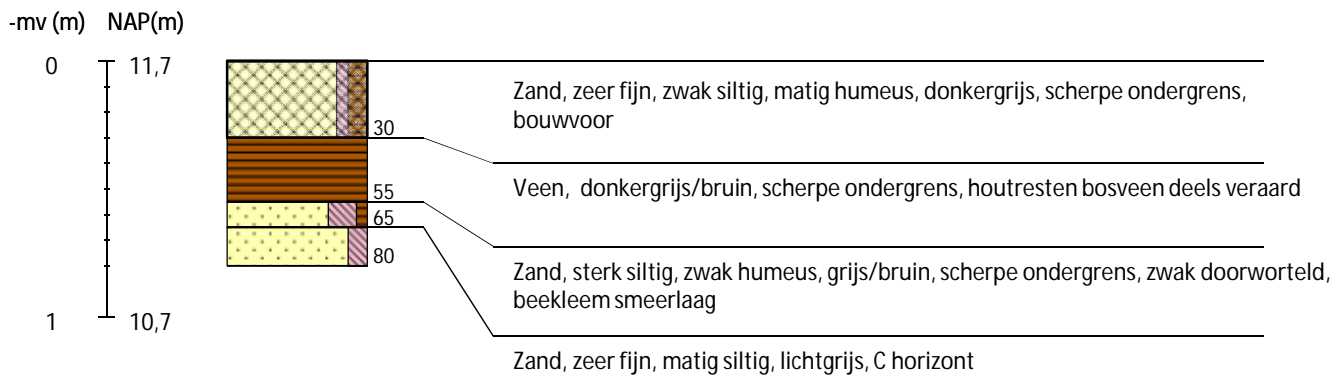 -mv (m) NAP(m)
0 11,7
Zand, zeer fijn, zwak siltig, matig humeus, donkergrijs, scherpe ondergrens,
bouwvoor
30
Veen, donkergrijs/bruin, scherpe ondergrens, houtresten bosveen deels veraard
55
65
Zand, sterk siltig, zwak humeus, grijs/bruin, scherpe ondergrens, zwak doorworteld,
beekleem smeerlaag
80
1 10,7
Zand, zeer fijn, matig siltig, lichtgrijs, C horizont